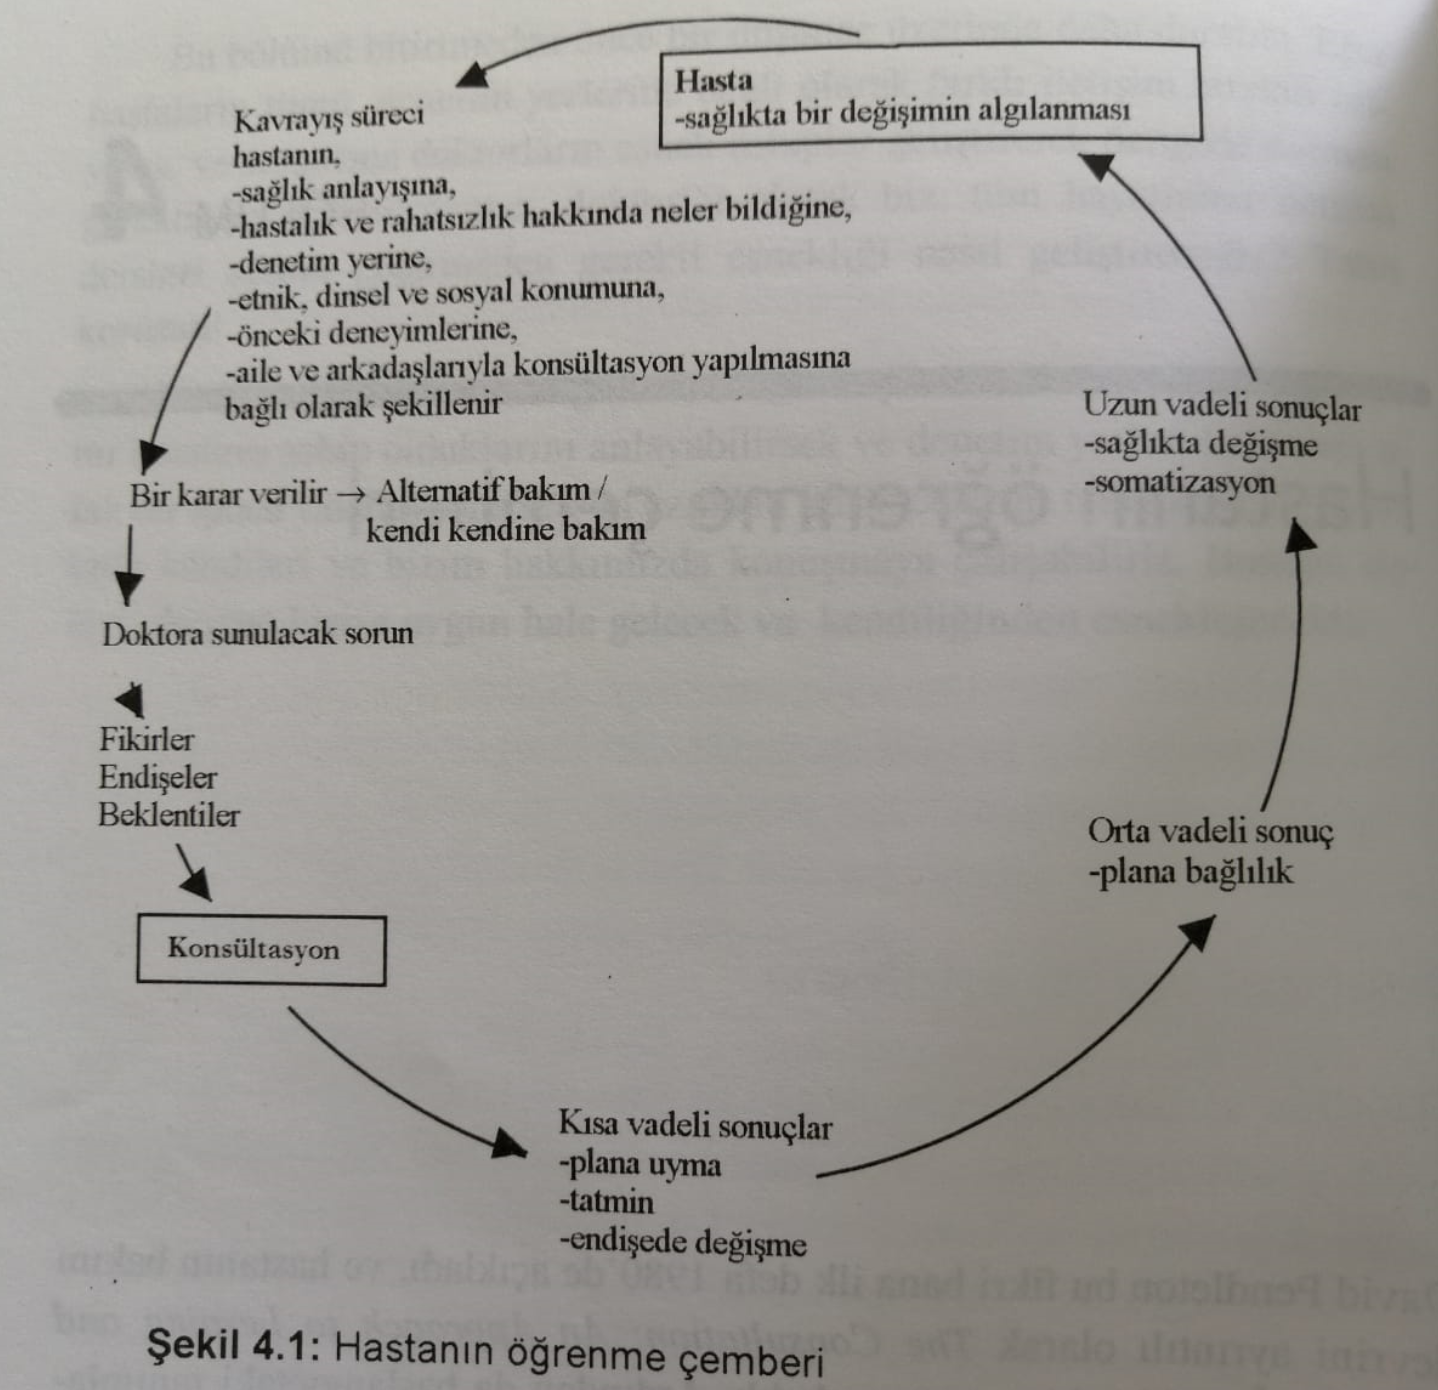 Hasta
-sağlıkta bir değişimin algılanması
Kavrayış süreci
hastanın,
-sağlık anlayışına,
-hastalık ve rahatsızlık hakkında neler bildiğine,
-denetim yerine,
-etnik, dinsel ve sosyal konumuna,
-önceki deneyimlerine,
-aile ve arkadaşlarıyla konsültasyon yapılmasına
bağlı olarak şekillenir
Bir karar verilir → Alternatif bakım /
kendi kendine bakım
Doktora sunulacak sorun
Fikirler
Endişeler
Beklentiler
Konsültasyon
Kısa vadeli sonuçlar
-plana uyma
-tatmin
-endişede değişme
Orta vadeli sonuç
-plana bağlılık
Uzun vadeli sonuçlar
-sağlıkta değişme
-somatizasyon
Şekil 4.1: Hastanın öğrenme çemberi